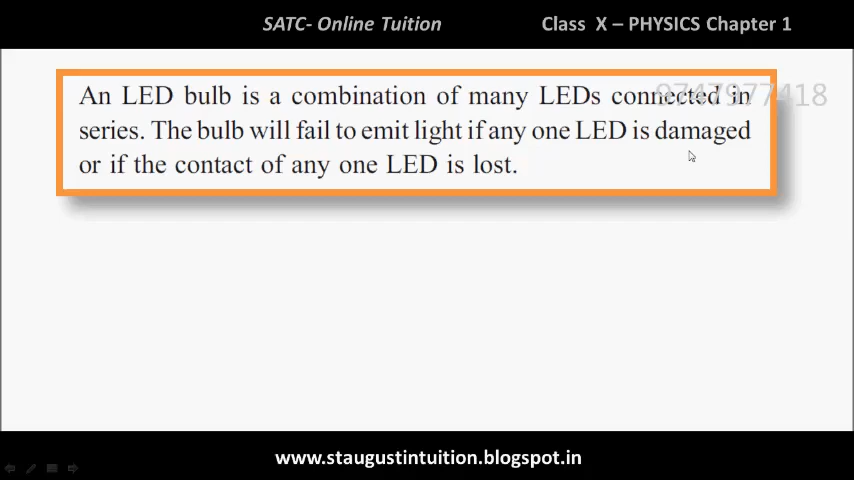 SATC- Online Tuition
Class X – PHYSICS Chapter 1
9747977418
An LED bulb is a combination of many LEDs connected in
series. The bulb will fail to emit light if any one LED is damaged
or if the contact of any one LED is lost.
www.staugustintuition.blogspot.in